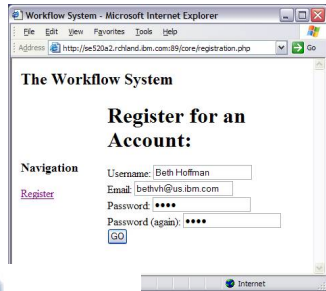 Workflow System - Microsoft Internet Explorer
File Edit View Favorites Tools Help
Address http://se520a2.rchland.ibm.com:89/core/registration.php Go
The Workflow System
Register for an
Account:
Navigation
Register
Username: Beth Hoffman
Email: bethvh@us.ibm.com
Password: ••••
Password (again): ••••
GO
Internet